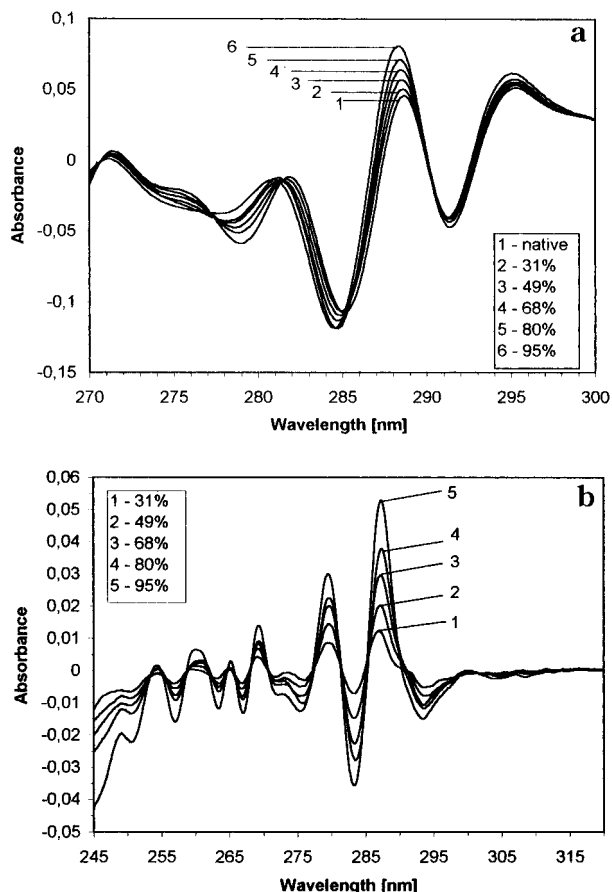 a
0,1
0,05
0
-0,05
-0,1
-0,15
Absorbance
6
5
4
3
2
1
1 - native
2 - 31%
3 - 49%
4 - 68%
5 - 80%
6 - 95%
270 275 280 285 290 295 300
Wavelength [nm]
b
0,06
0,05
0,04
0,03
0,02
0,01
0
-0,01
-0,02
-0,03
-0,04
-0,05
Absorbance
1 - 31%
2 - 49%
3 - 68%
4 - 80%
5 - 95%
5
4
3
2
1
245 255 265 275 285 295 305 315
Wavelength [nm]